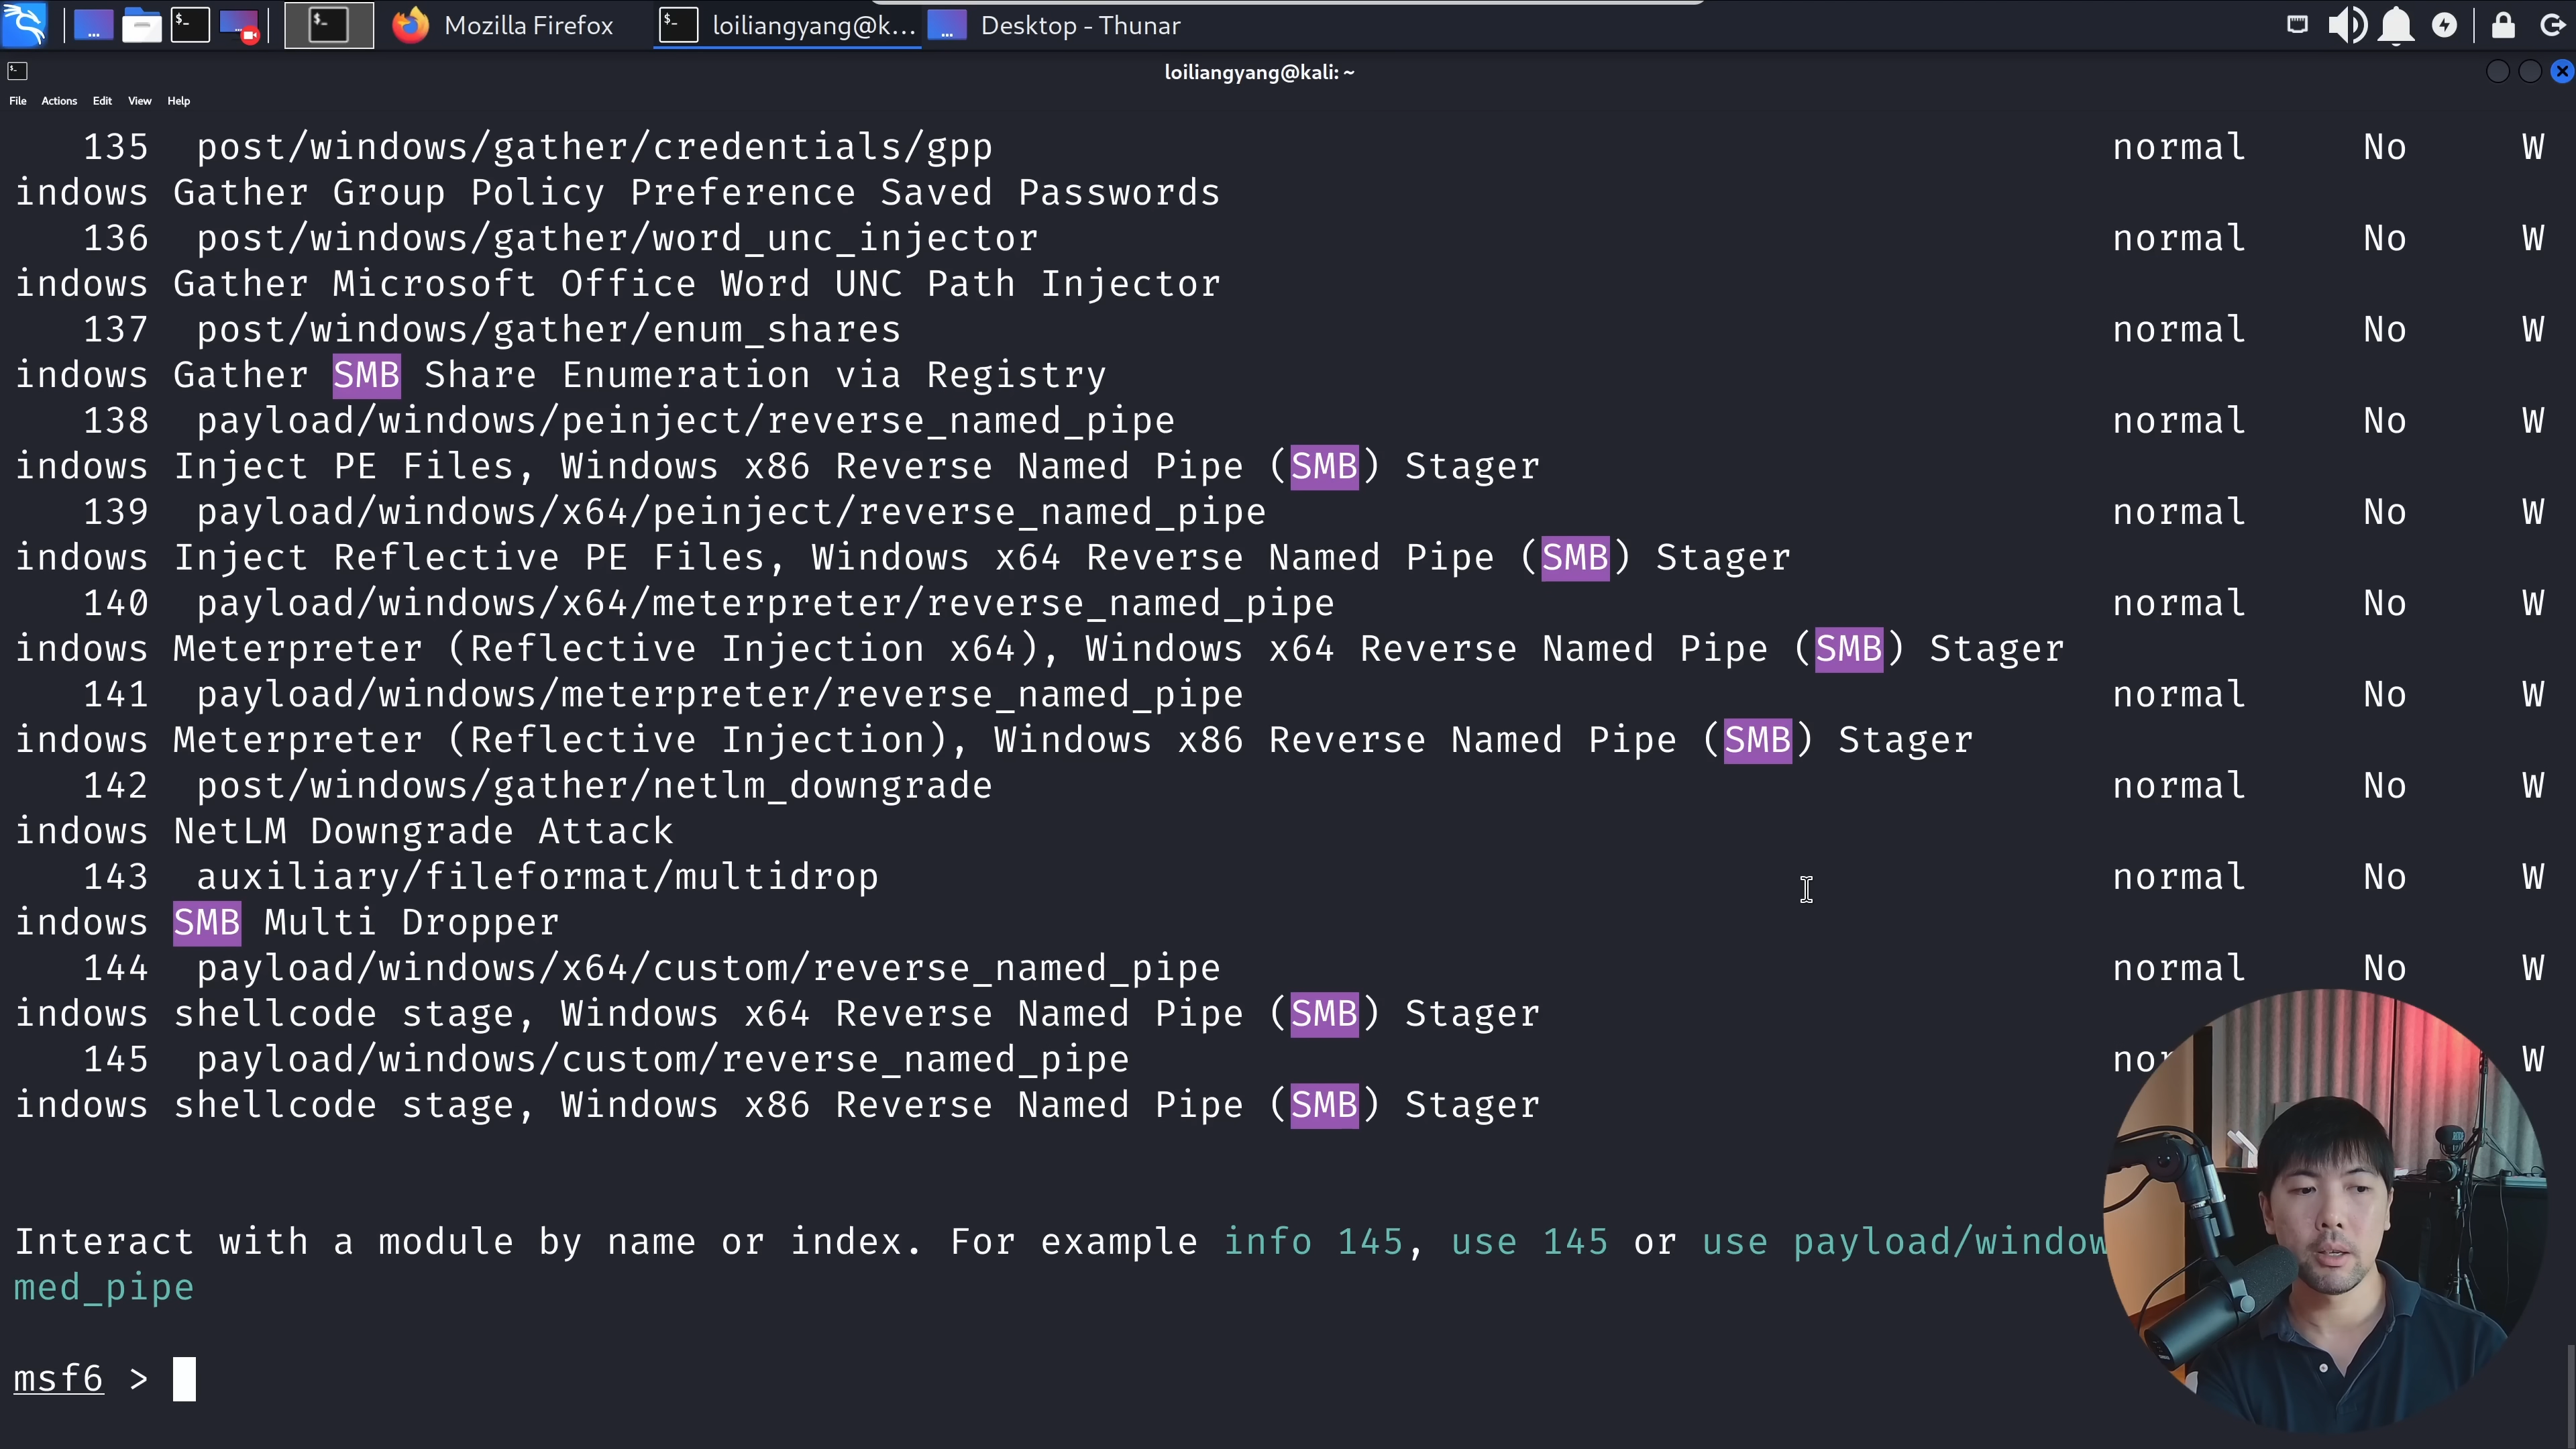 Mozilla Firefox
loiliangyang@k...
Desktop - Thunar
loiliangyang@kali: ~
File Actions Edit View Help
135 post/windows/gather/credentials/gpp normal No W
indows Gather Group Policy Preference Saved Passwords
136 post/windows/gather/word_unc_injector normal No W
indows Gather Microsoft Office Word UNC Path Injector
137 post/windows/gather/enum_shares normal No W
indows Gather SMB Share Enumeration via Registry
138 payload/windows/peinject/reverse_named_pipe normal No W
indows Inject PE Files, Windows x86 Reverse Named Pipe (SMB) Stager
139 payload/windows/x64/peinject/reverse_named_pipe normal No W
indows Inject Reflective PE Files, Windows x64 Reverse Named Pipe (SMB) Stager
140 payload/windows/x64/meterpreter/reverse_named_pipe normal No W
indows Meterpreter (Reflective Injection x64), Windows x64 Reverse Named Pipe (SMB) Stager
141 payload/windows/meterpreter/reverse_named_pipe normal No W
indows Meterpreter (Reflective Injection), Windows x86 Reverse Named Pipe (SMB) Stager
142 post/windows/gather/netlm_downgrade normal No W
indows NetLM Downgrade Attack
143 auxiliary/fileformat/multidrop normal No W
indows SMB Multi Dropper
144 payload/windows/x64/custom/reverse_named_pipe normal No W
indows shellcode stage, Windows x64 Reverse Named Pipe (SMB) Stager
145 payload/windows/custom/reverse_named_pipe W
indows shellcode stage, Windows x86 Reverse Named Pipe (SMB) Stager
Interact with a module by name or index. For example info 145, use 145 or use payload/window
med_pipe
msf6 >